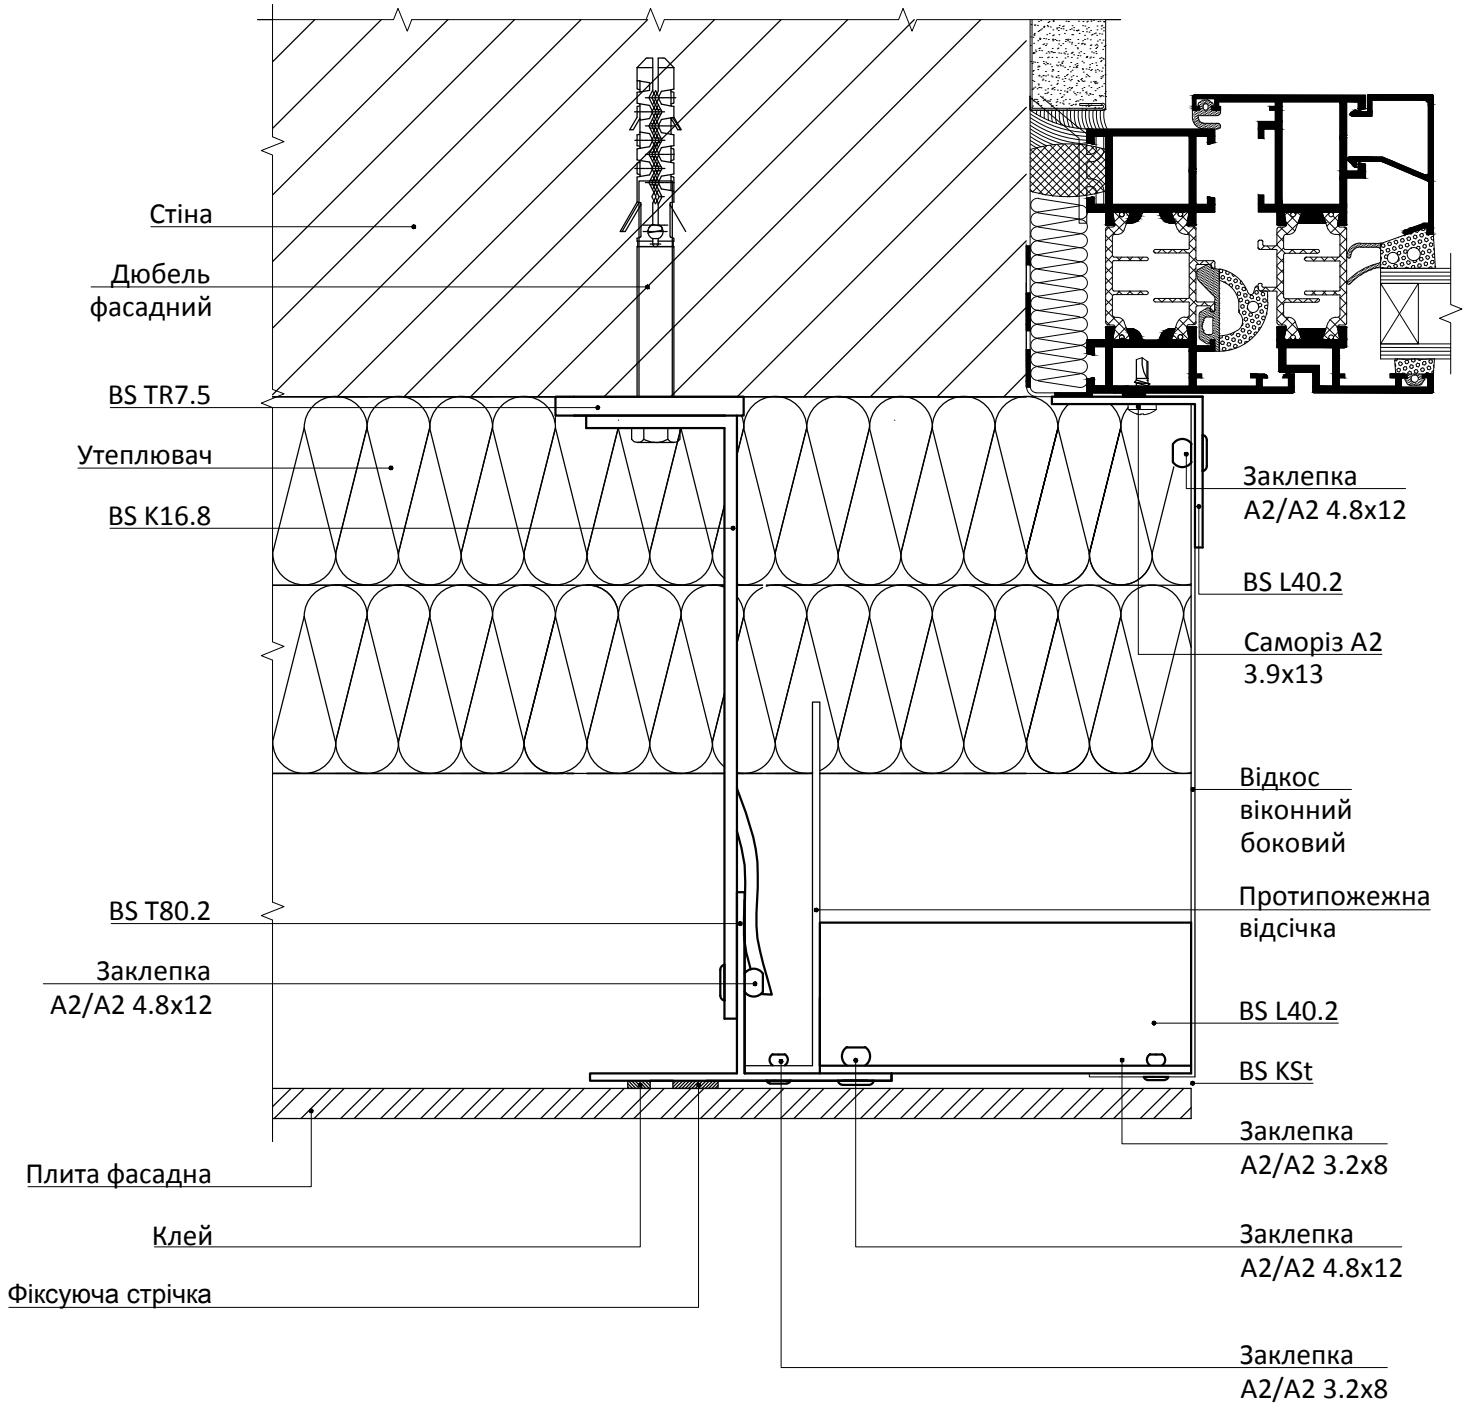 Стіна
Дюбель
фасадний
BS TR7.5
Утеплювач
BS K16.8
BS T80.2
Заклепка
A2/A2 4.8x12
Плита фасадна
Клей
Фіксуюча стрічка
Заклепка
A2/A2 4.8x12
BS L40.2
Саморіз А2
3.9x13
Відкос
віконний
боковий
Протипожежна
відсічка
BS L40.2
BS KSt
Заклепка
A2/A2 3.2x8
Заклепка
A2/A2 4.8x12
Заклепка
A2/A2 3.2x8